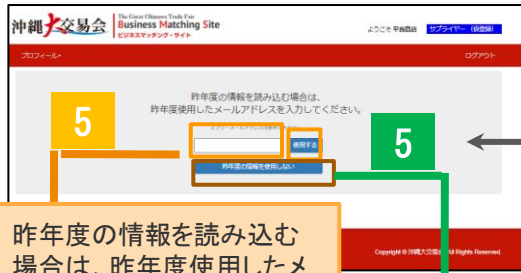 沖縄大交易会
The Great Okinawa Trade Fair
Business Matching Site
ビジネスマッチング・サイト
ようこそ 平良商店
サプライヤー (仮登録)
プロフィール
ログアウト
昨年度の情報を読み込む場合は、
昨年度使用したメールアドレスを入力してください。
使用する
昨年度の情報を使用しない
5
5
昨年度の情報を読み込む
場合は、昨年度使用したメ
Copyright © 沖縄大交易会 All Rights Reserved.